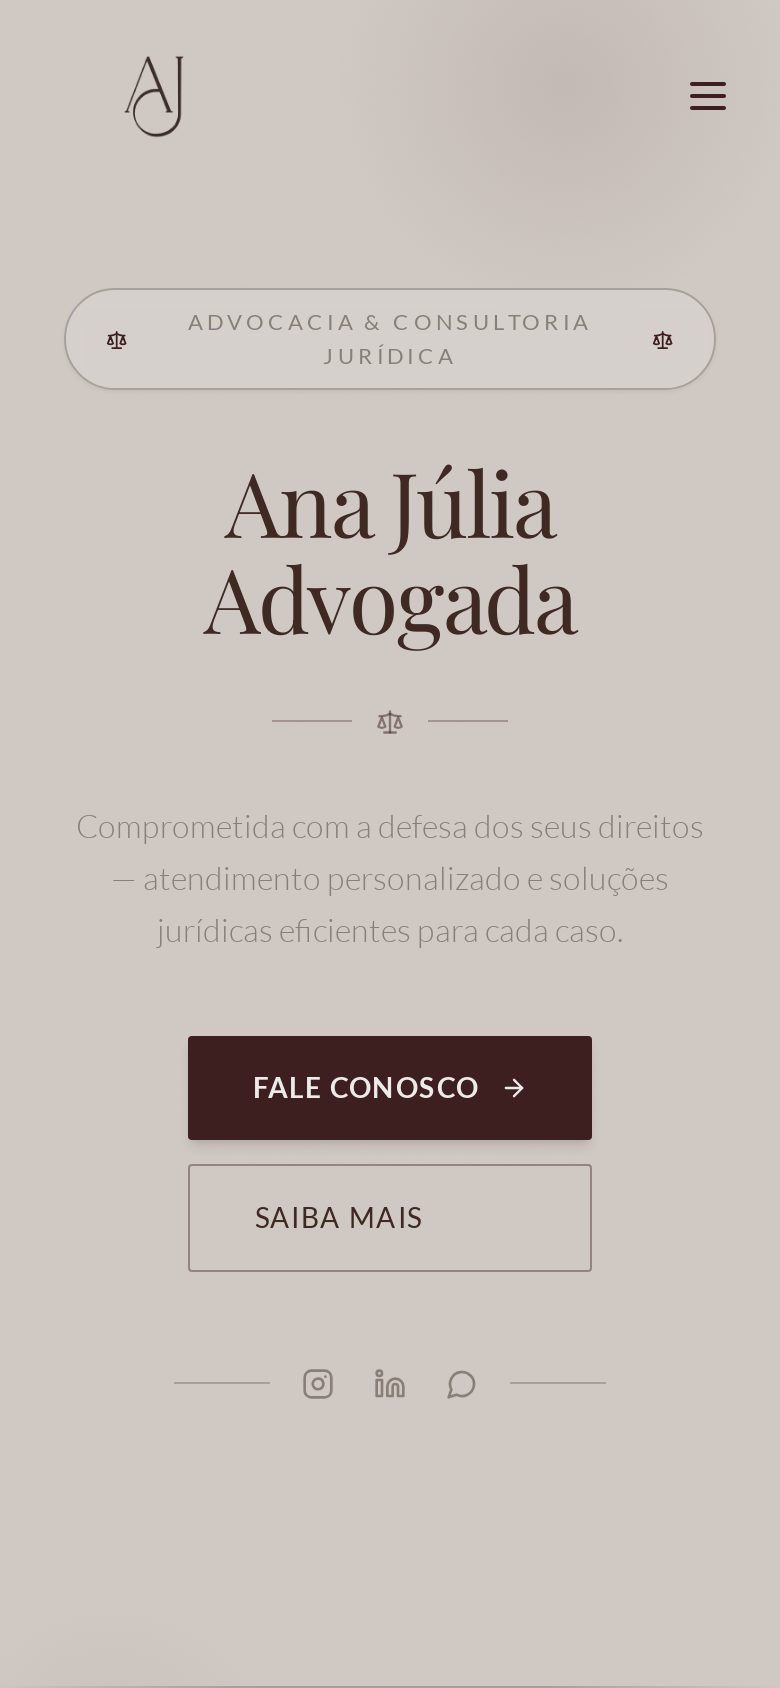 AJ
ADVOCACIA & CONSULTORIA
JURÍDICA
Ana Júlia
Advogada
Comprometida com a defesa dos seus direitos
— atendimento personalizado e soluções
jurídicas eficientes para cada caso.
FALE CONOSCO
SAIBA MAIS